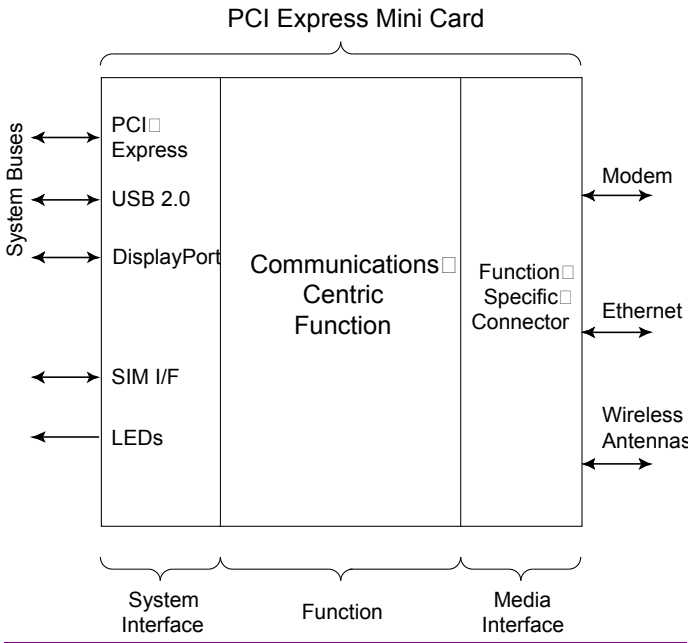 PCI Express Mini Card
System Buses
PCI
Express
USB 2.0
DisplayPort
SIM I/F
LEDs
Communications
Centric
Function
Function
Specific
Connector
Modem
Ethernet
Wireless
Antennas
System
Interface
Function
Media
Interface